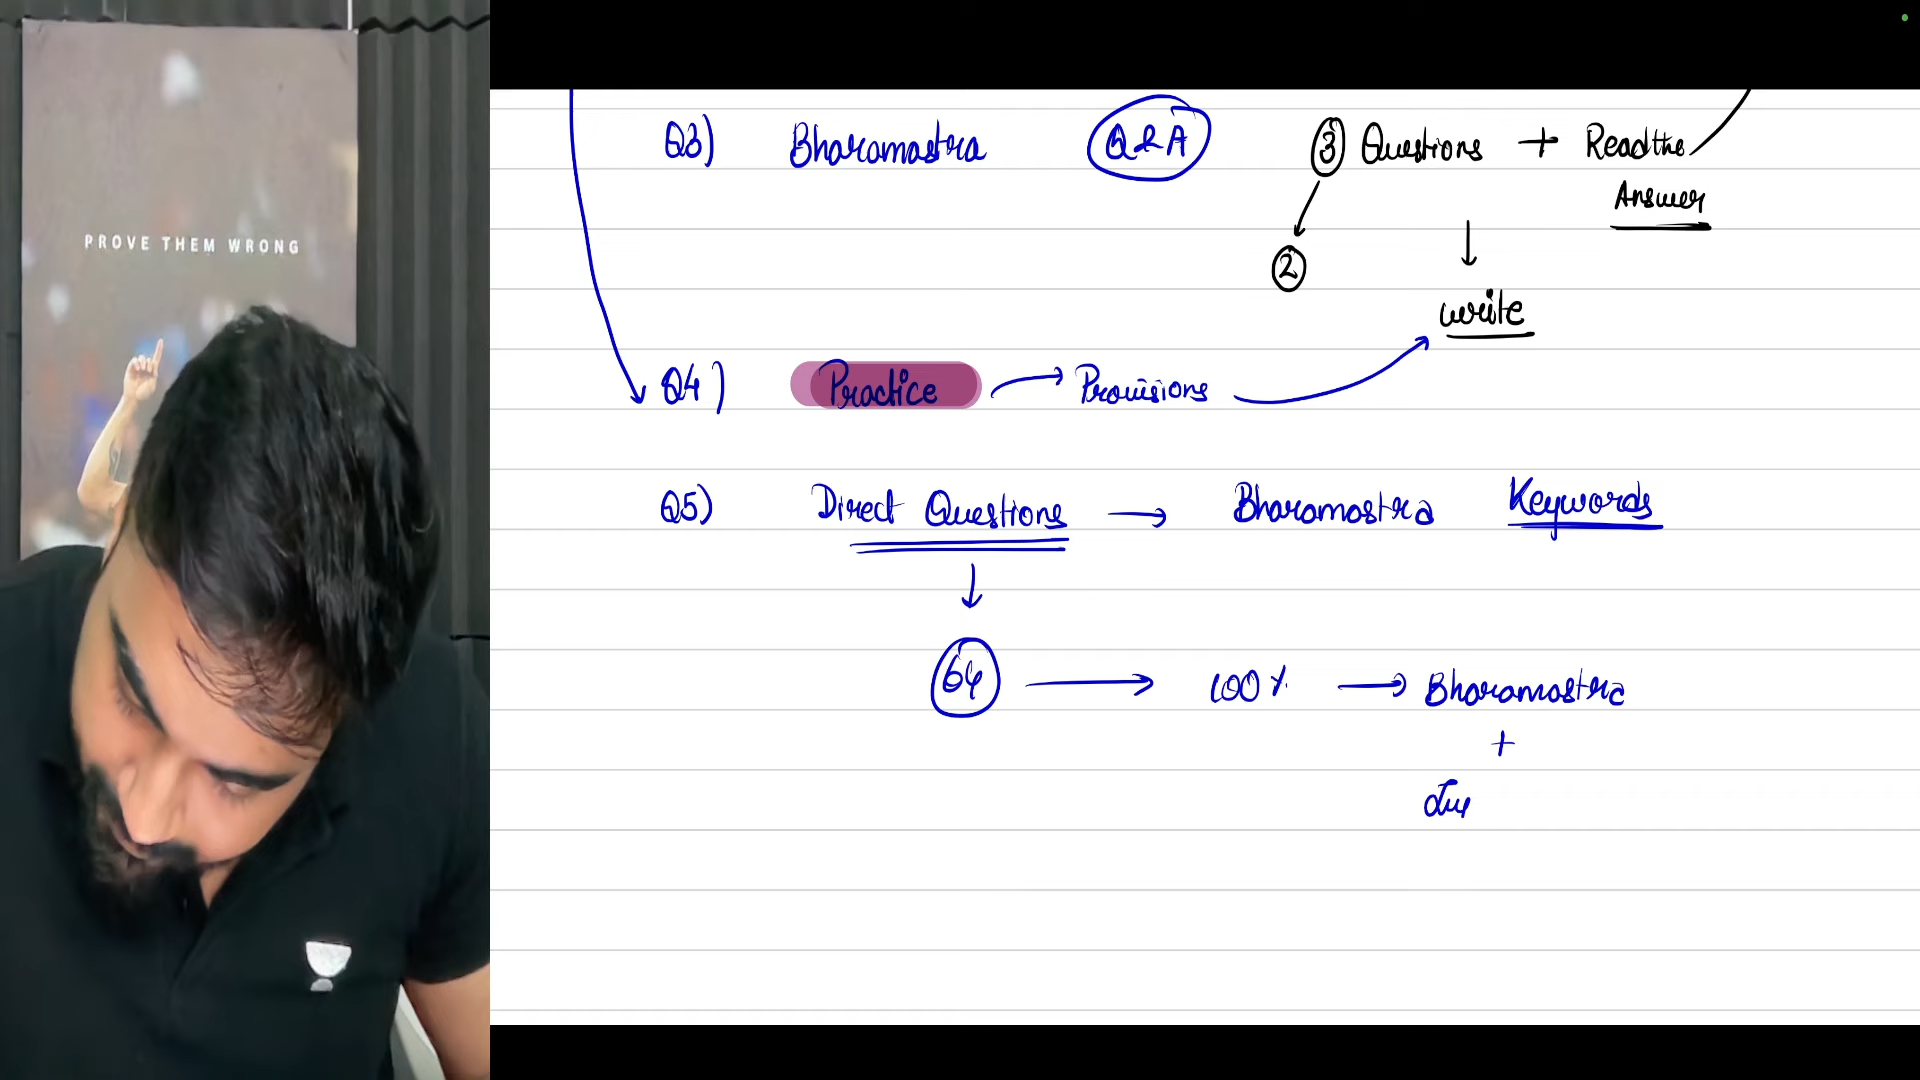 PROVE THEM WRONG
Q3) Bharamastra Q&A 3 Questions + Read the
Answer
2
write
Q4) Practice Provisions
Q5) Direct Questions → Bharamastra Keywords
64 → 100% → Bharamastra
+